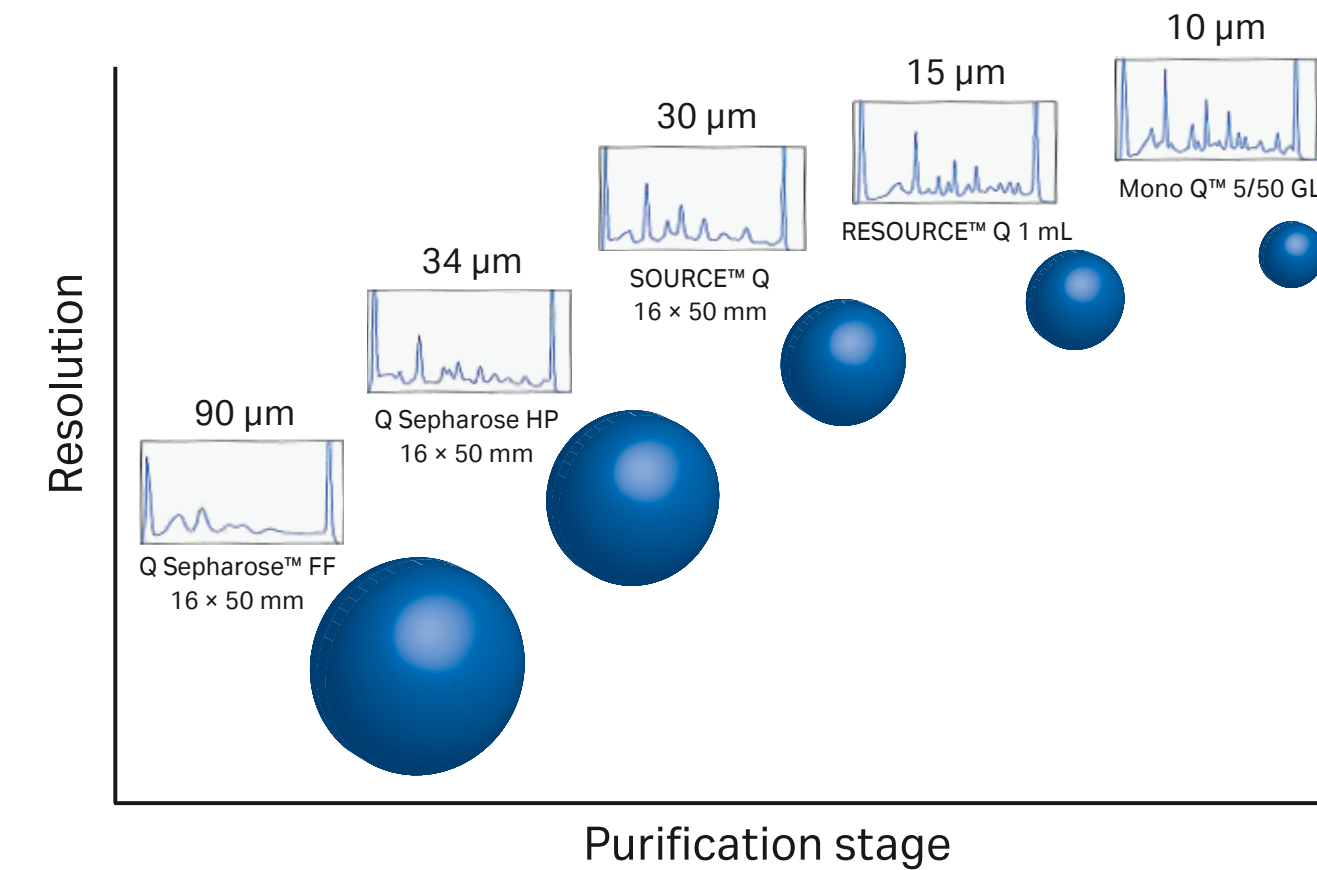 10 µm
15 µm
30 µm
Mono Q™ 5/50 GL
RESOURCE™ Q 1 mL
34 µm
SOURCE™ Q
16 × 50 mm
90 µm
Q Sepharose HP
16 × 50 mm
Q Sepharose™ FF
16 × 50 mm
Resolution
Purification stage